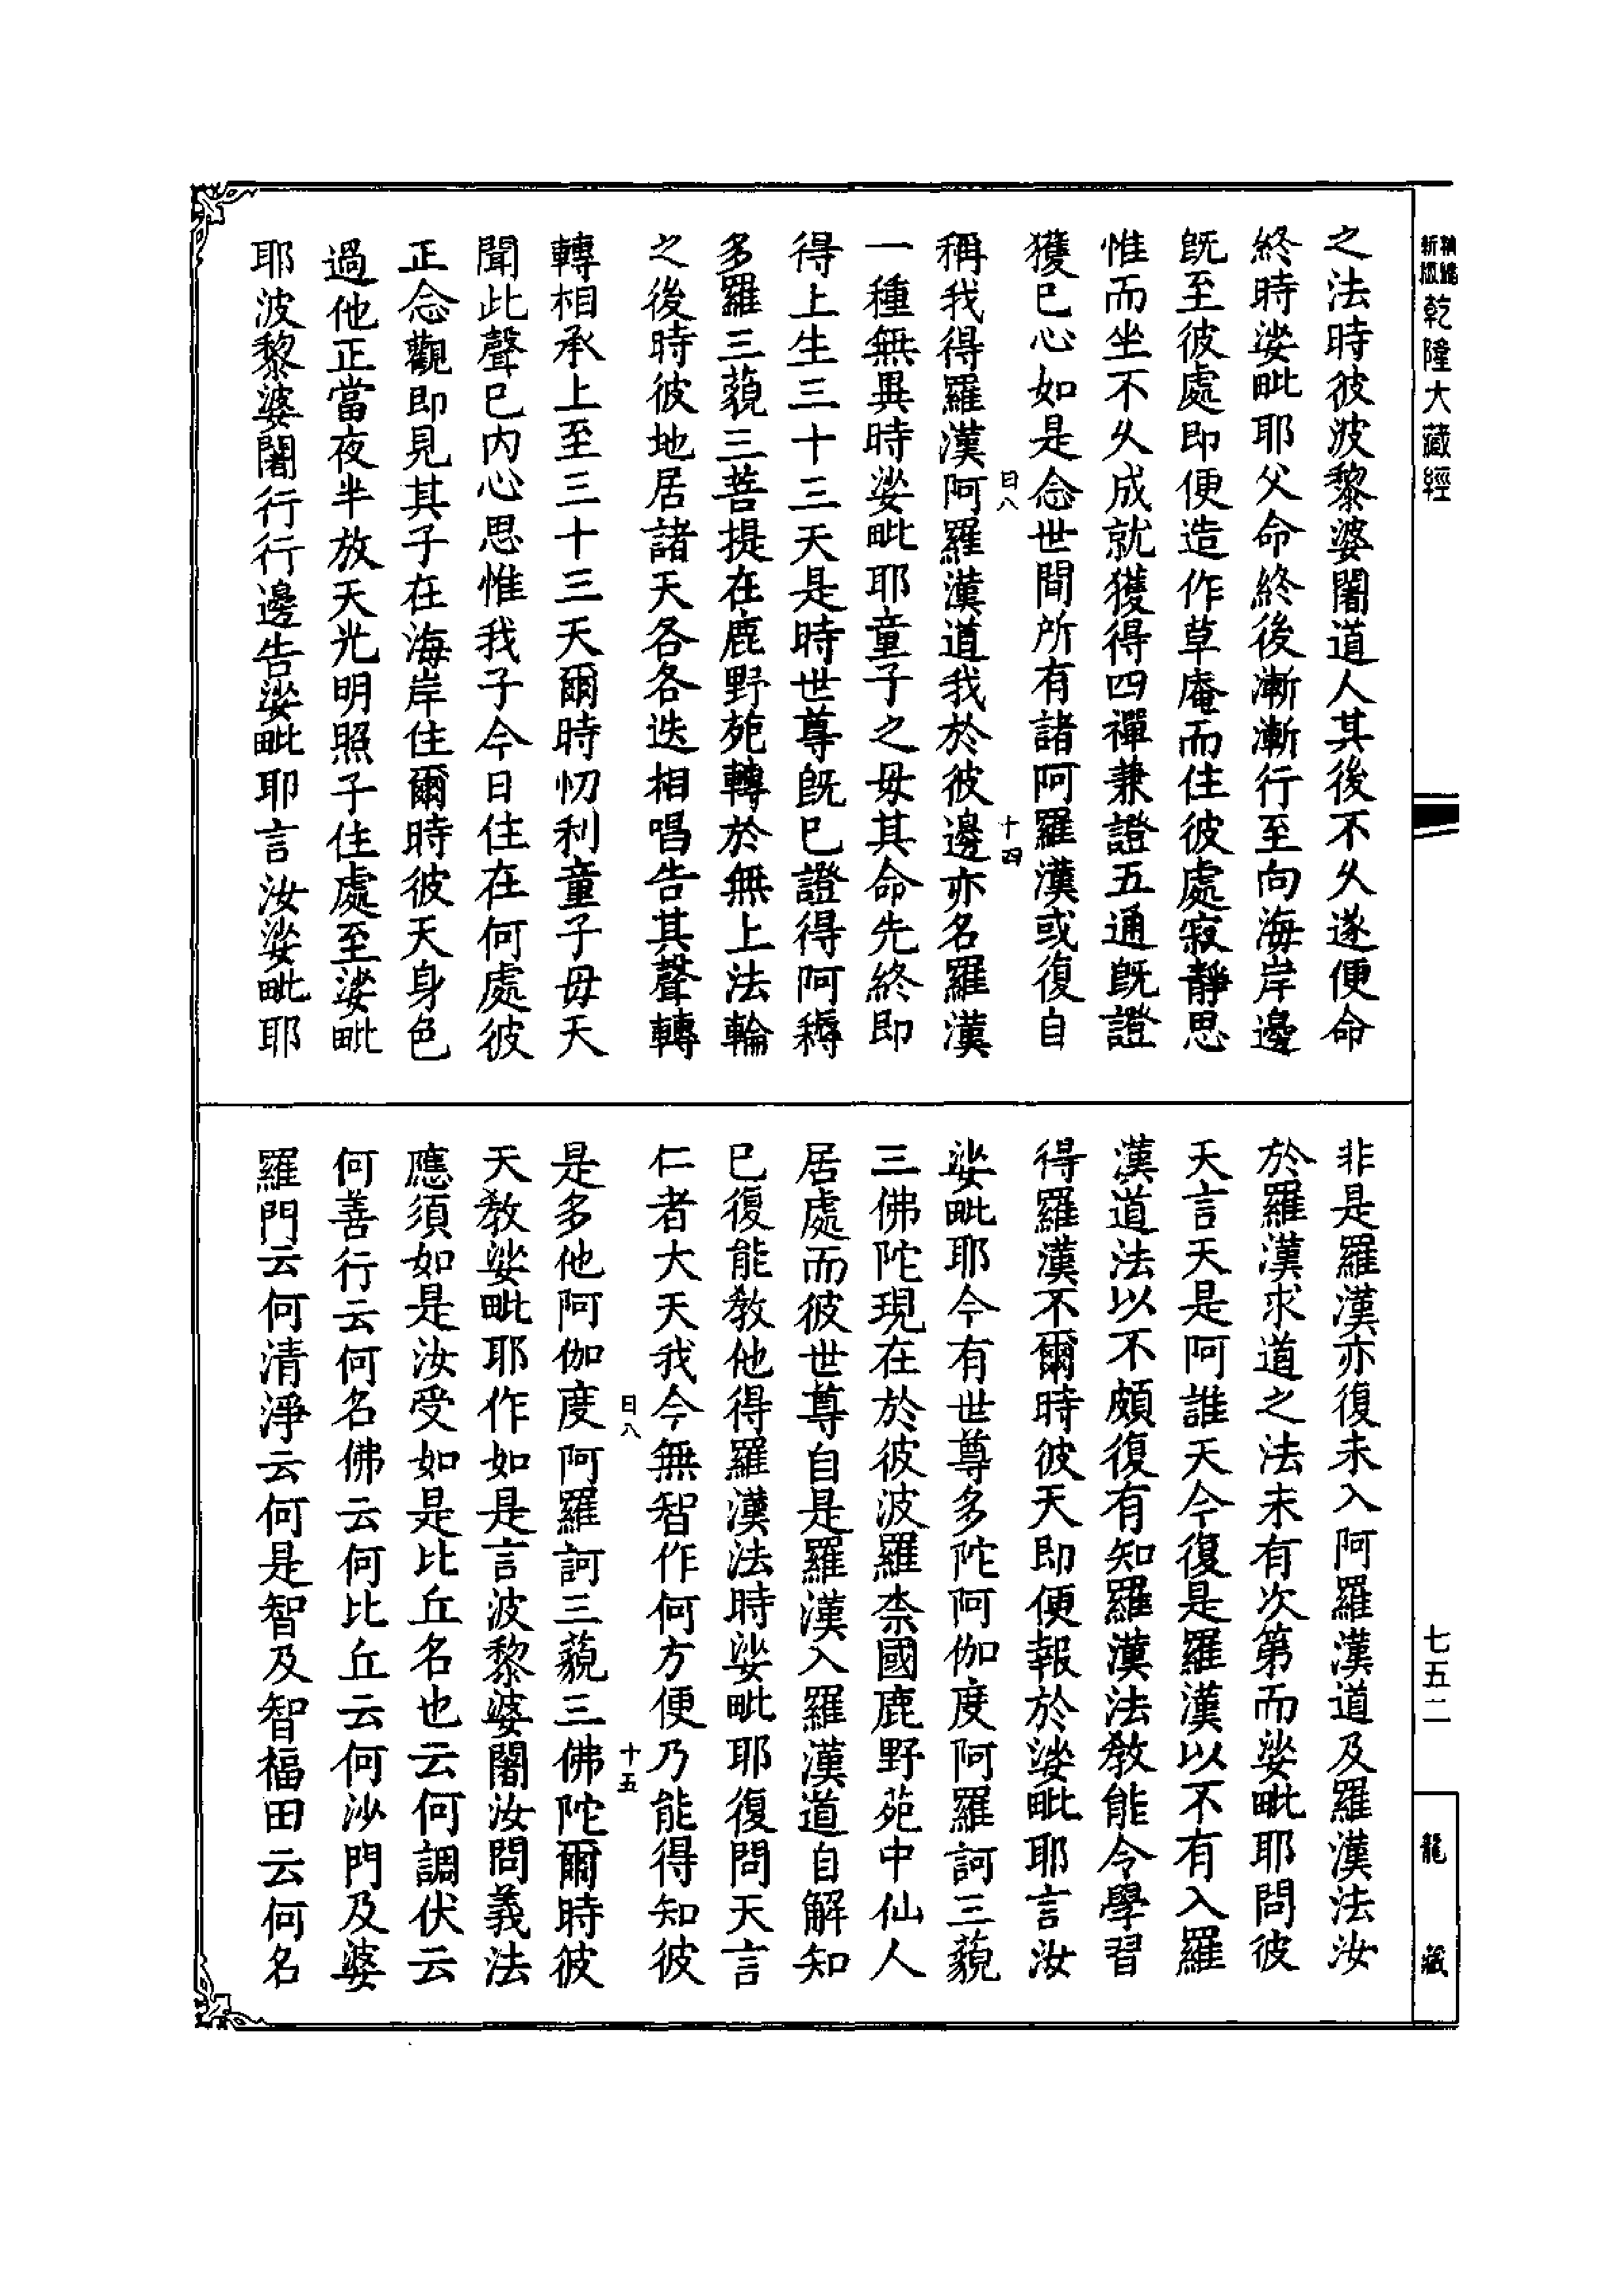 新編縮版
乾隆大藏經
七五二
龍藏
之法時彼波黎婆闍道人其後不久遂便命
終時娑毗耶父命終後漸漸行至向海岸邊
既至彼處即便造作草庵而住彼處寂靜思
惟而坐不久成就獲得四禪兼證五通既證
獲已心如是念世間所有諸阿羅漢或復自
日八 十四
稱我得羅漢阿羅漢道我於彼邊亦名羅漢
一種無異時娑毗耶童子之母其命先終即
得上生三十三天是時世尊既已證得阿耨
多羅三藐三菩提在鹿野苑轉於無上法輪
之後時彼地居諸天各各迭相唱告其聲轉
轉相承上至三十三天爾時忉利童子母天
聞此聲已內心思惟我子今日住在何處彼
正念觀即見其子在海岸住爾時彼天身色
過他正當夜半放天光明照子住處至娑毗
耶波黎婆闍行行邊告娑毗耶言汝娑毗耶
非是羅漢亦復未入阿羅漢道及羅漢法汝
於羅漢求道之法未有次第而娑毗耶問彼
天言天是阿誰天今復是羅漢以不有入羅
漢道法以不頗復有知羅漢法教能令學習
得羅漢不爾時彼天即便報於娑毗耶言汝
娑毗耶今有世尊多陀阿伽度阿羅訶三藐
三佛陀現在於彼波羅柰國鹿野苑中仙人
居處而彼世尊自是羅漢入羅漢道自解知
已復能教他得羅漢法時娑毗耶復問天言
仁者大天我今無智作何方便乃能得知彼
日八 十五
是多他阿伽度阿羅訶三藐三佛陀爾時彼
天教娑毗耶作如是言波黎婆闍汝問義法
應須如是汝受如是比丘名也云何調伏云
何善行云何名佛云何比丘云何沙門及婆
羅門云何清淨云何是智及智福田云何名